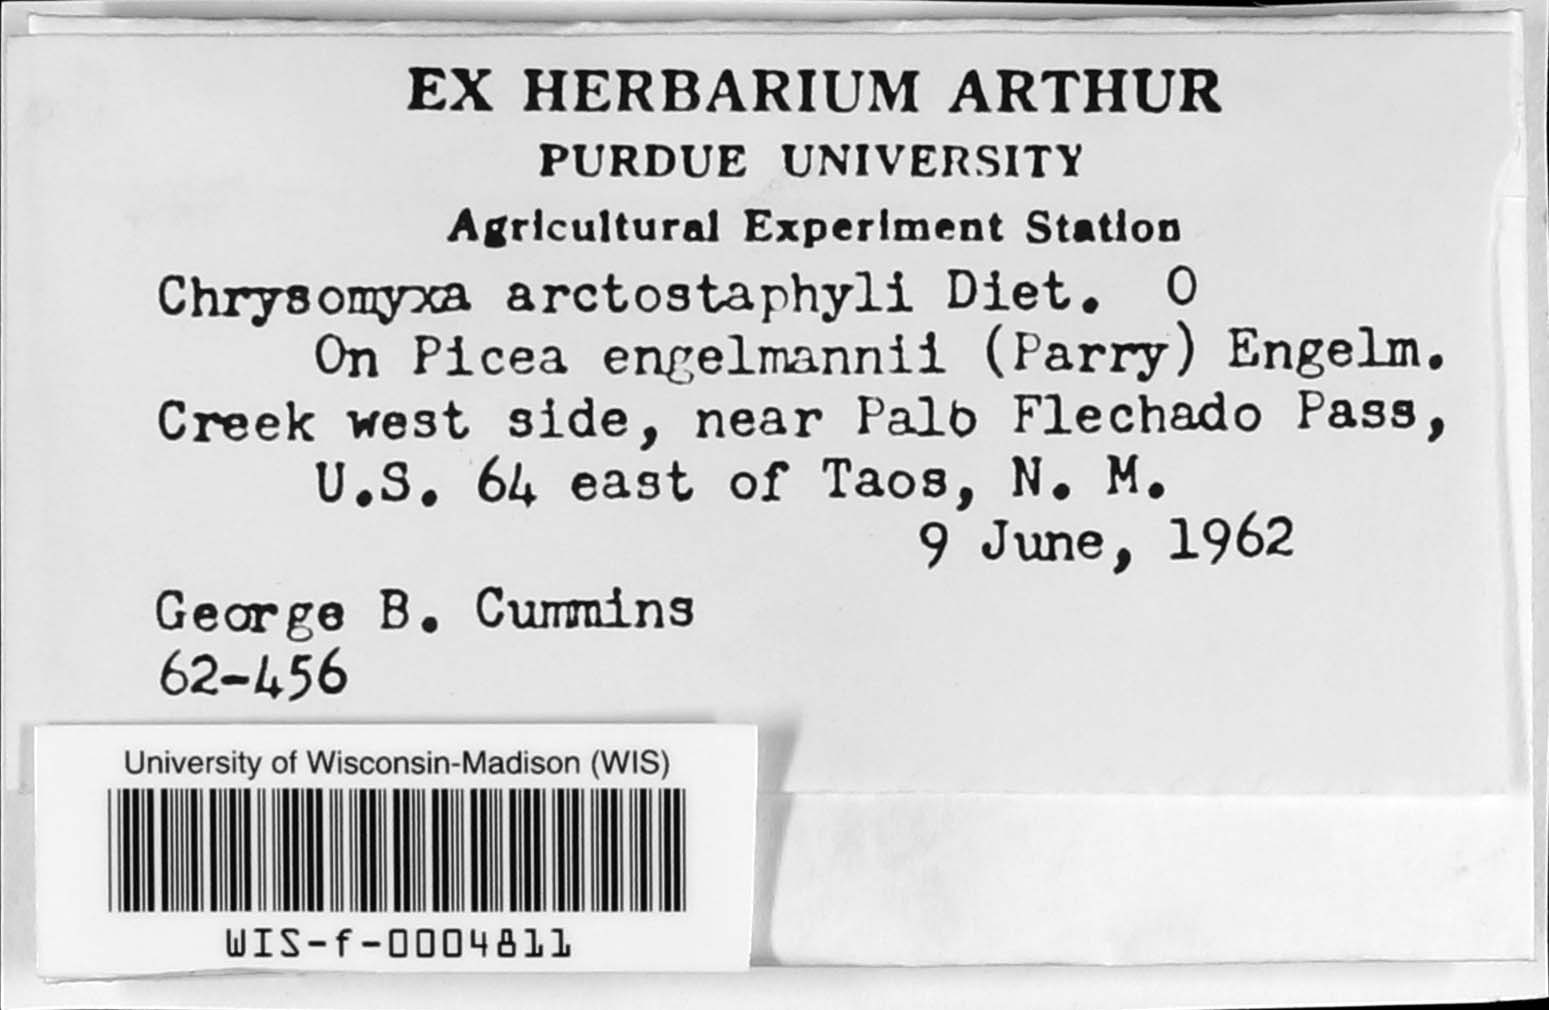 EX HERBARIUM ARTHUR
PURDUE UNIVERSITY
Agricultural Experiment Station
Chrysomyxa arctostaphyli Diet. O
On Picea engelmannii (Parry) Engelm.
Creek west side, near Palo Flechado Pass,
U.S. 64 east of Taos, N. M.
9 June, 1962
George B. Cummins
62-456
University of Wisconsin-Madison (WIS)
WIS-f-0004811